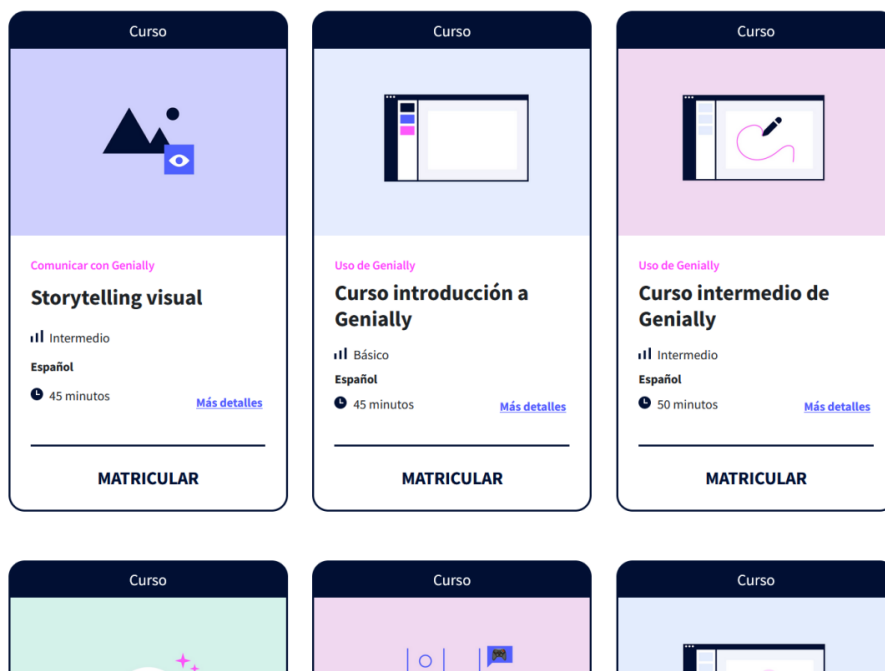 Curso
Comunicar con Genially
Storytelling visual
Intermedio
Español
45 minutos
Más detalles
MATRICULAR
Curso
Uso de Genially
Curso introducción a
Genially
Básico
Español
45 minutos
Más detalles
MATRICULAR
Curso
Uso de Genially
Curso intermedio de
Genially
Intermedio
Español
50 minutos
Más detalles
MATRICULAR
Curso
Curso
Curso